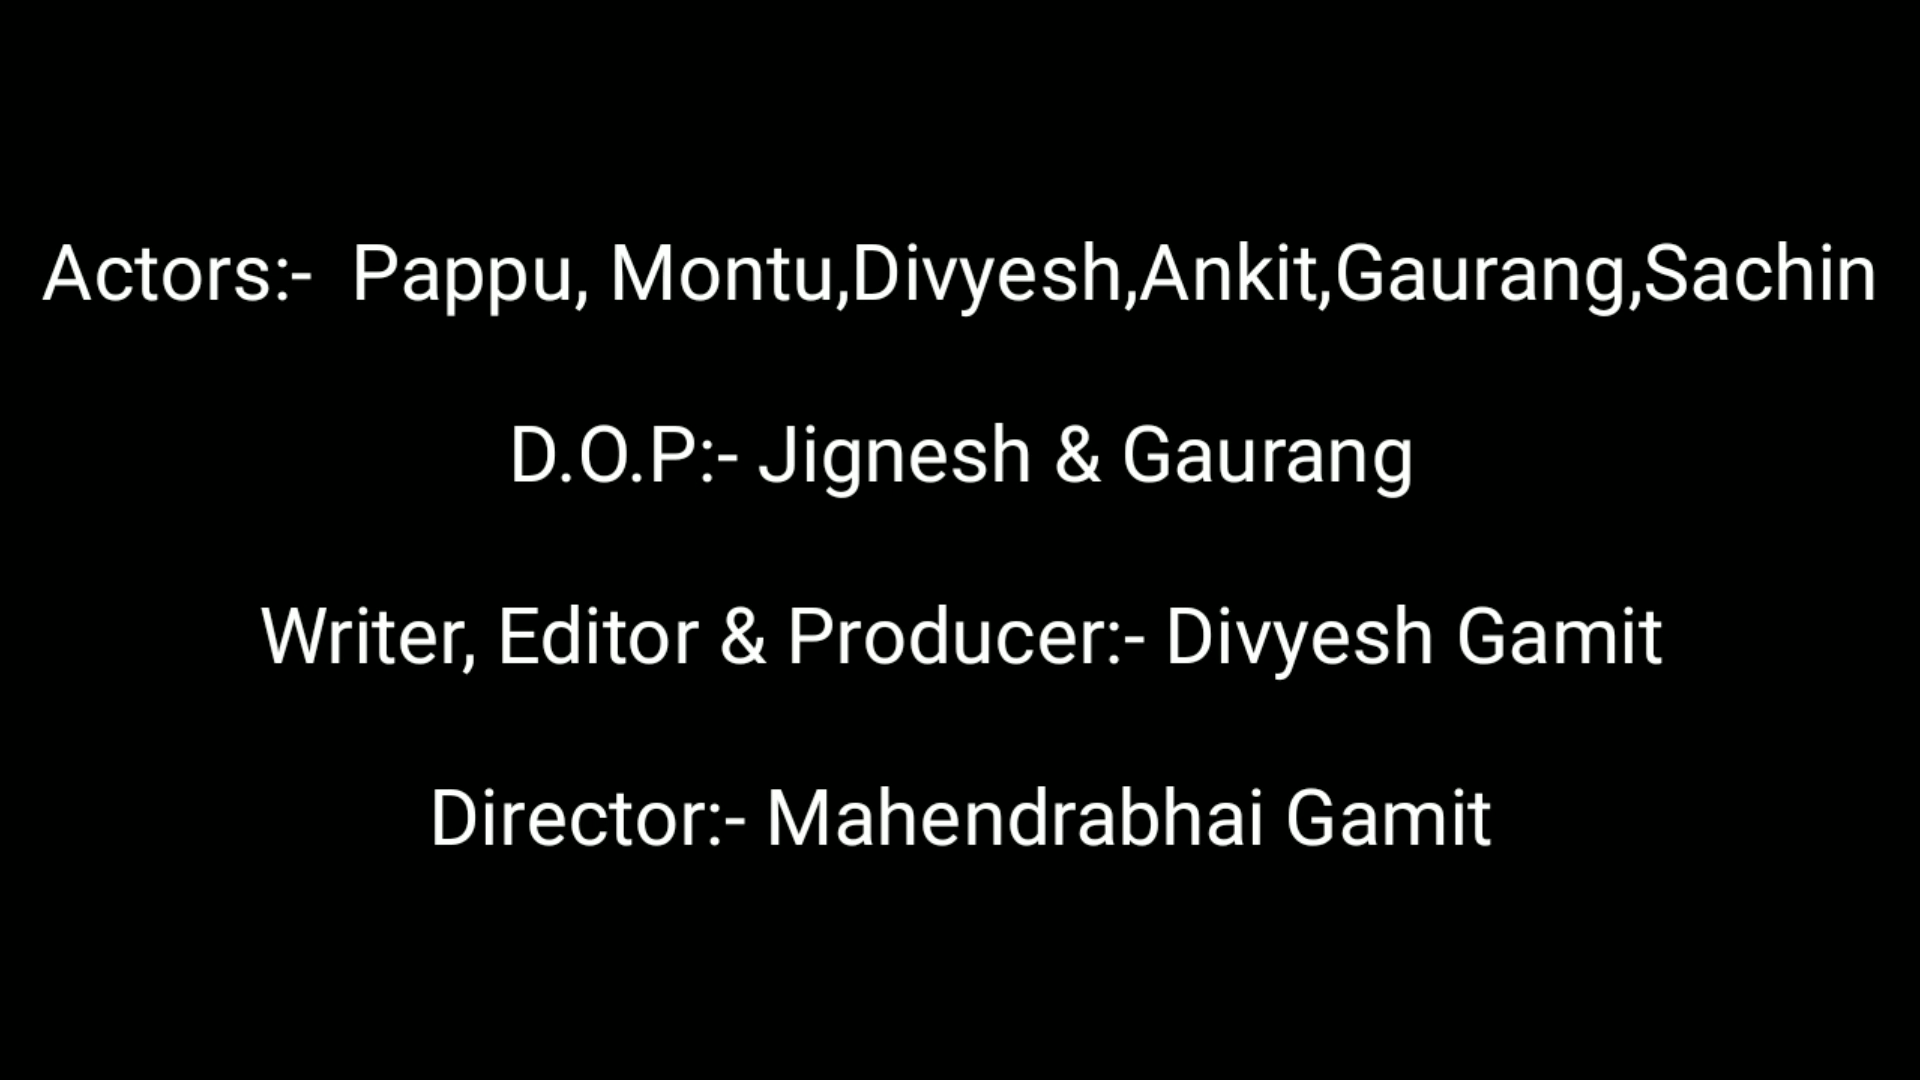 Actors:-  Pappu, Montu,Divyesh,Ankit,Gaurang,Sachin
D.O.P:- Jignesh & Gaurang
Writer, Editor & Producer:- Divyesh Gamit
Director:- Mahendrabhai Gamit